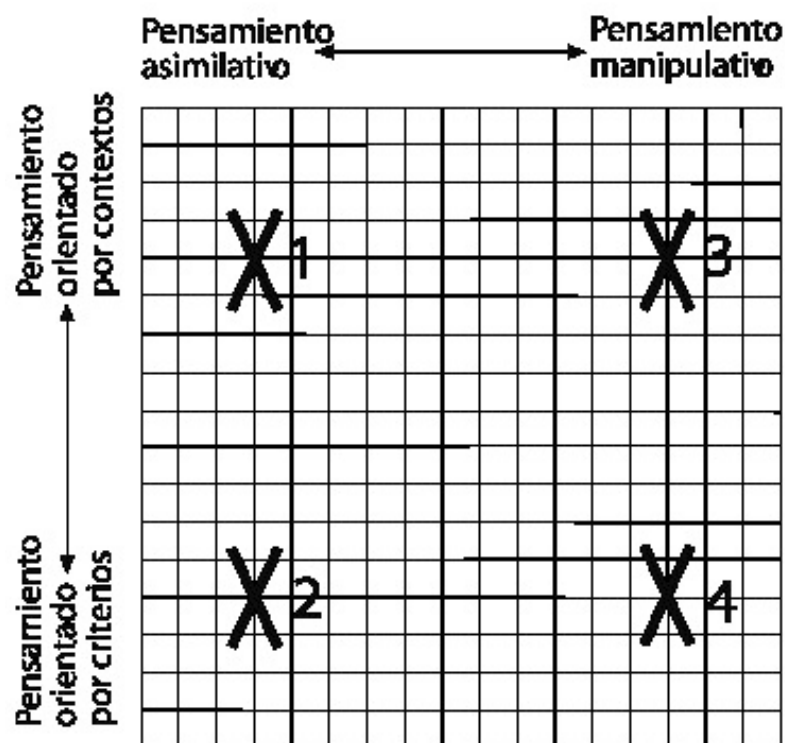 Pensamiento
asimilativo
Pensamiento
manipulativo
Pensamiento
orientado
por contextos
1
3
Pensamiento
orientado
por criterios
2
4